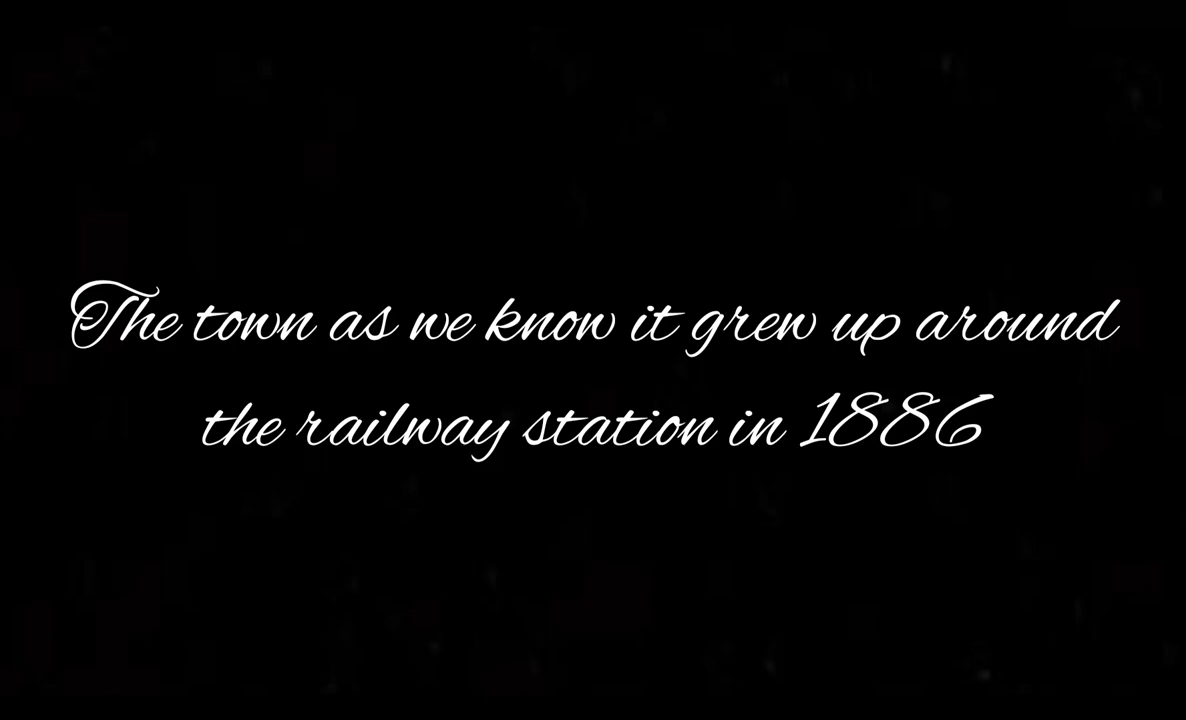 The town as we know it grew up around
the railway station in 1886